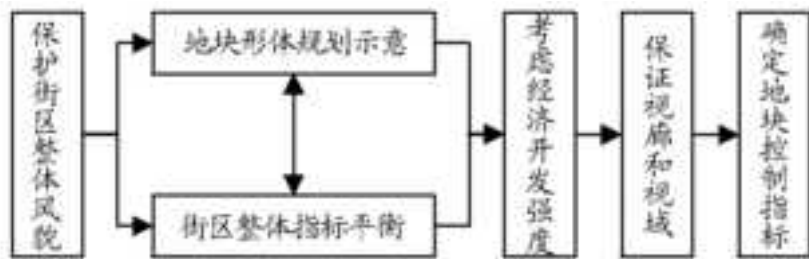 保护街区整体风貌
地块形体规划示意
街区整体指标平衡
考虑经济开发强度
保证视廊和视域
确定地块控制指标